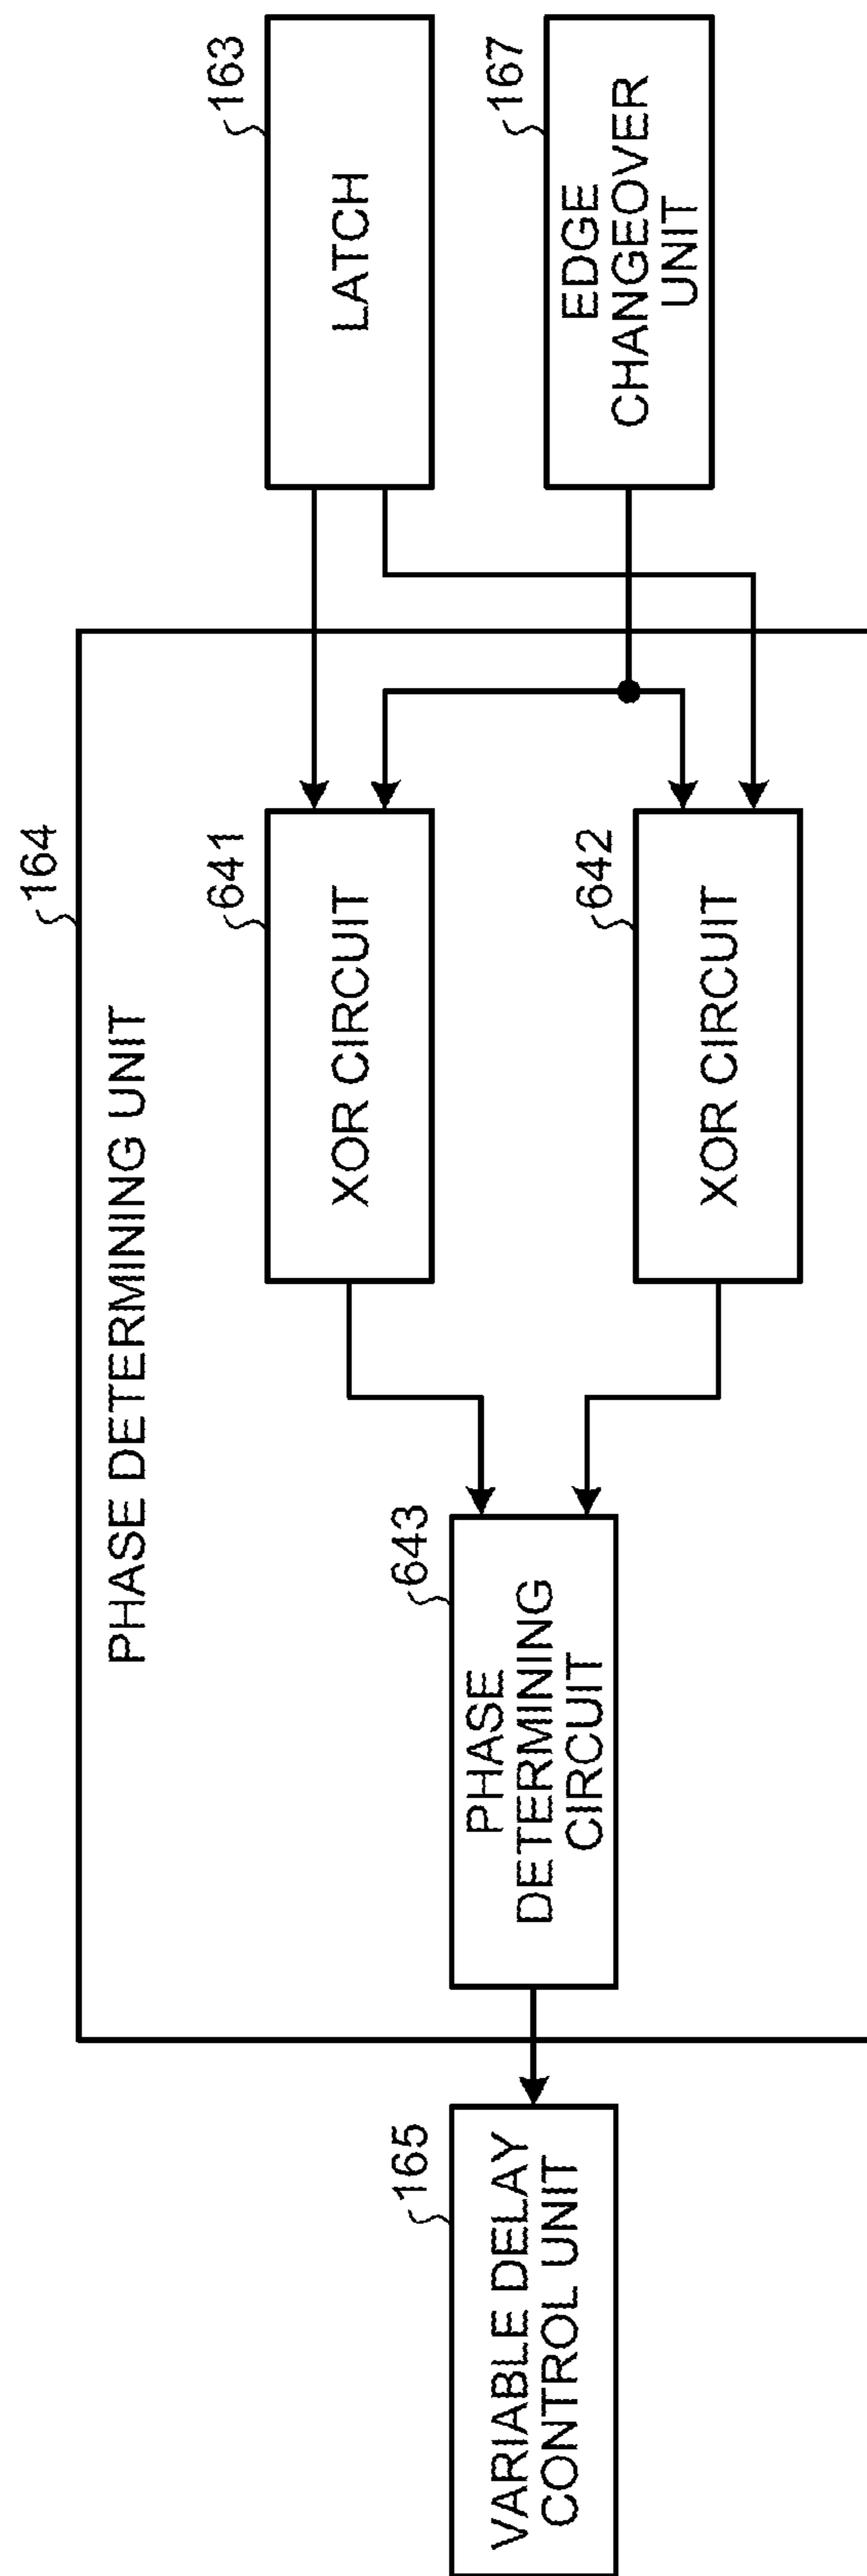 164
PHASE DETERMINING UNIT
163
LATCH
167
EDGE
CHANGEOVER
UNIT
641
XOR CIRCUIT
642
XOR CIRCUIT
643
PHASE
DETERMINING
CIRCUIT
165
VARIABLE DELAY
CONTROL UNIT